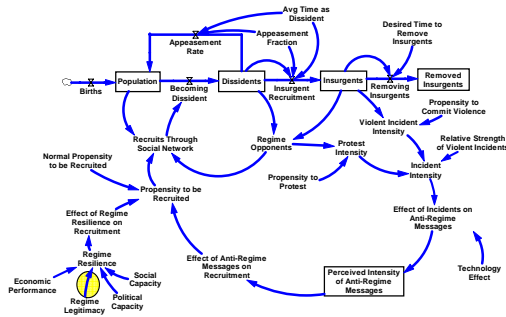 Avg Time as
Dissident
Desired Time to
Remove
Insurgents
Appeasement
Rate
Appeasement
Fraction
Population
Dissidents
Insurgents
Removed
Insurgents
Births
Becoming
Dissident
Insurgent
Recruitment
Removing
Insurgents
Propensity to
Commit Violence
Violent Incident
Intensity
Recruits Through
Social Network
Regime
Opponents
Protest
Intensity
Relative Strength
of Violent Incidents
Normal Propensity
to be Recruited
Incident
Intensity
Propensity to be
Recruited
Propensity to
Protest
Effect of Regime
Resilience on
Recruitment
Effect of Incidents on
Anti-Regime
Messages
Regime
Resilience
Effect of Anti-Regime
Messages on
Recruitment
Perceived Intensity
of Anti-Regime
Messages
Technology
Effect
Economic
Performance
Social
Capacity
Regime
Legitimacy
Political
Capacity